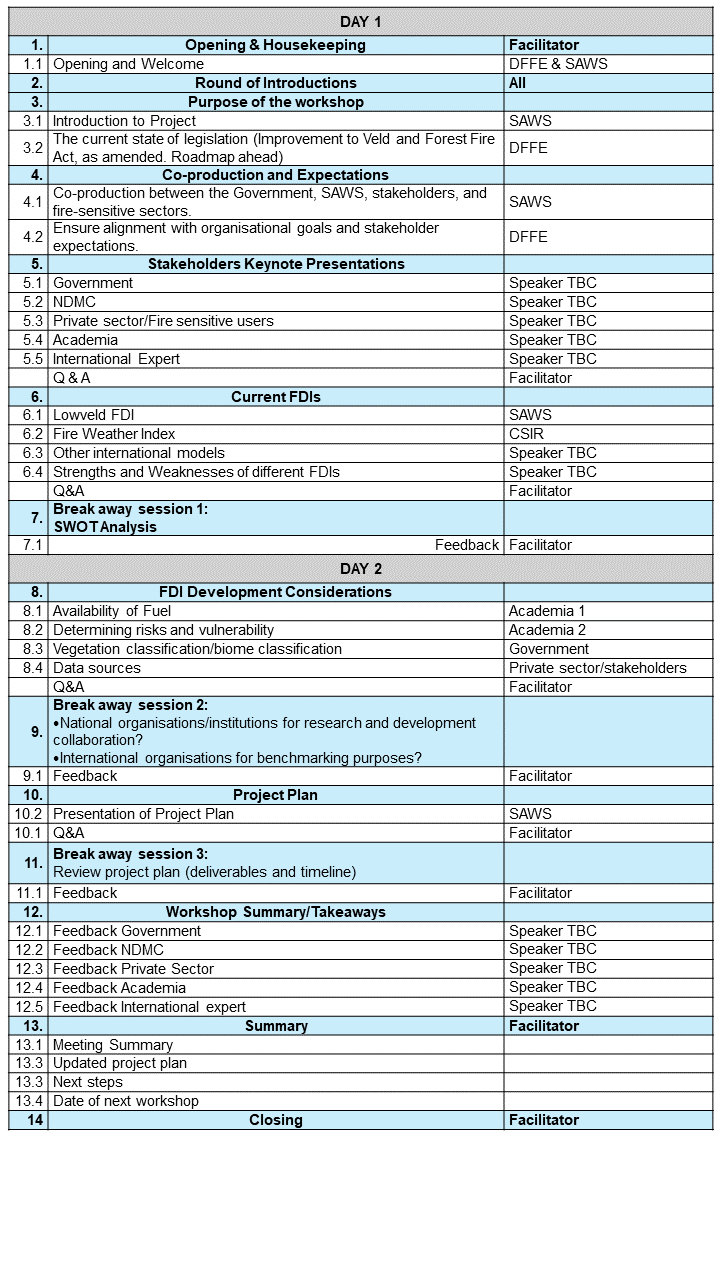 DAY 1
1. Opening & Housekeeping Facilitator
1.1 Opening and Welcome DFFE & SAWS
2. Round of Introductions All
3. Purpose of the workshop
3.1 Introduction to Project SAWS
3.2 The current state of legislation (Improvement to Veld and Forest Fire
Act, as amended. Roadmap ahead) DFFE
4. Co-production and Expectations
4.1 Co-production between the Government, SAWS, stakeholders, and
fire-sensitive sectors. SAWS
4.2 Ensure alignment with organisational goals and stakeholder
expectations. DFFE
5. Stakeholders Keynote Presentations
5.1 Government Speaker TBC
5.2 NDMC Speaker TBC
5.3 Private sector/Fire sensitive users Speaker TBC
5.4 Academia Speaker TBC
5.5 International Expert Speaker TBC
Q & A Facilitator
6. Current FDIs
6.1 Lowveld FDI SAWS
6.2 Fire Weather Index CSIR
6.3 Other international models Speaker TBC
6.4 Strengths and Weaknesses of different FDIs Speaker TBC
Q&A Facilitator
7. Break away session 1:
SWOT Analysis
7.1 Feedback Facilitator
DAY 2
8. FDI Development Considerations
8.1 Availability of Fuel Academia 1
8.2 Determining risks and vulnerability Academia 2
8.3 Vegetation classification/biome classification Government
8.4 Data sources Private sector/stakeholders
Q&A Facilitator
9. Break away session 2:
•National organisations/institutions for research and development
collaboration?
•International organisations for benchmarking purposes?
9.1 Feedback Facilitator
10. Project Plan
10.2 Presentation of Project Plan SAWS
10.1 Q&A Facilitator
11. Break away session 3:
Review project plan (deliverables and timeline)
11.1 Feedback Facilitator
12. Workshop Summary/Takeaways
12.1 Feedback Government Speaker TBC
12.2 Feedback NDMC Speaker TBC
12.3 Feedback Private Sector Speaker TBC
12.4 Feedback Academia Speaker TBC
12.5 Feedback International expert Speaker TBC
13. Summary Facilitator
13.1 Meeting Summary
13.3 Updated project plan
13.3 Next steps
13.4 Date of next workshop
14 Closing Facilitator